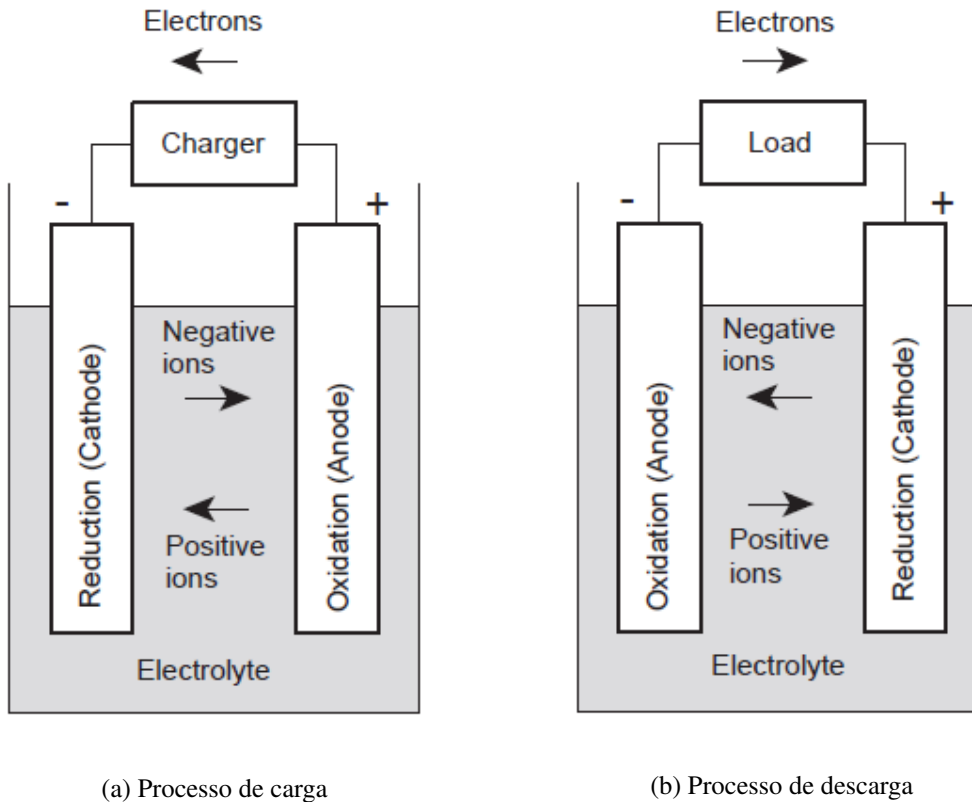 Electrons
Charger
-
+
Negative
ions
Reduction (Cathode)
Oxidation (Anode)
Positive
ions
Electrolyte
(a) Processo de carga
Electrons
Load
-
+
Negative
ions
Oxidation (Anode)
Reduction (Cathode)
Positive
ions
Electrolyte
(b) Processo de descarga